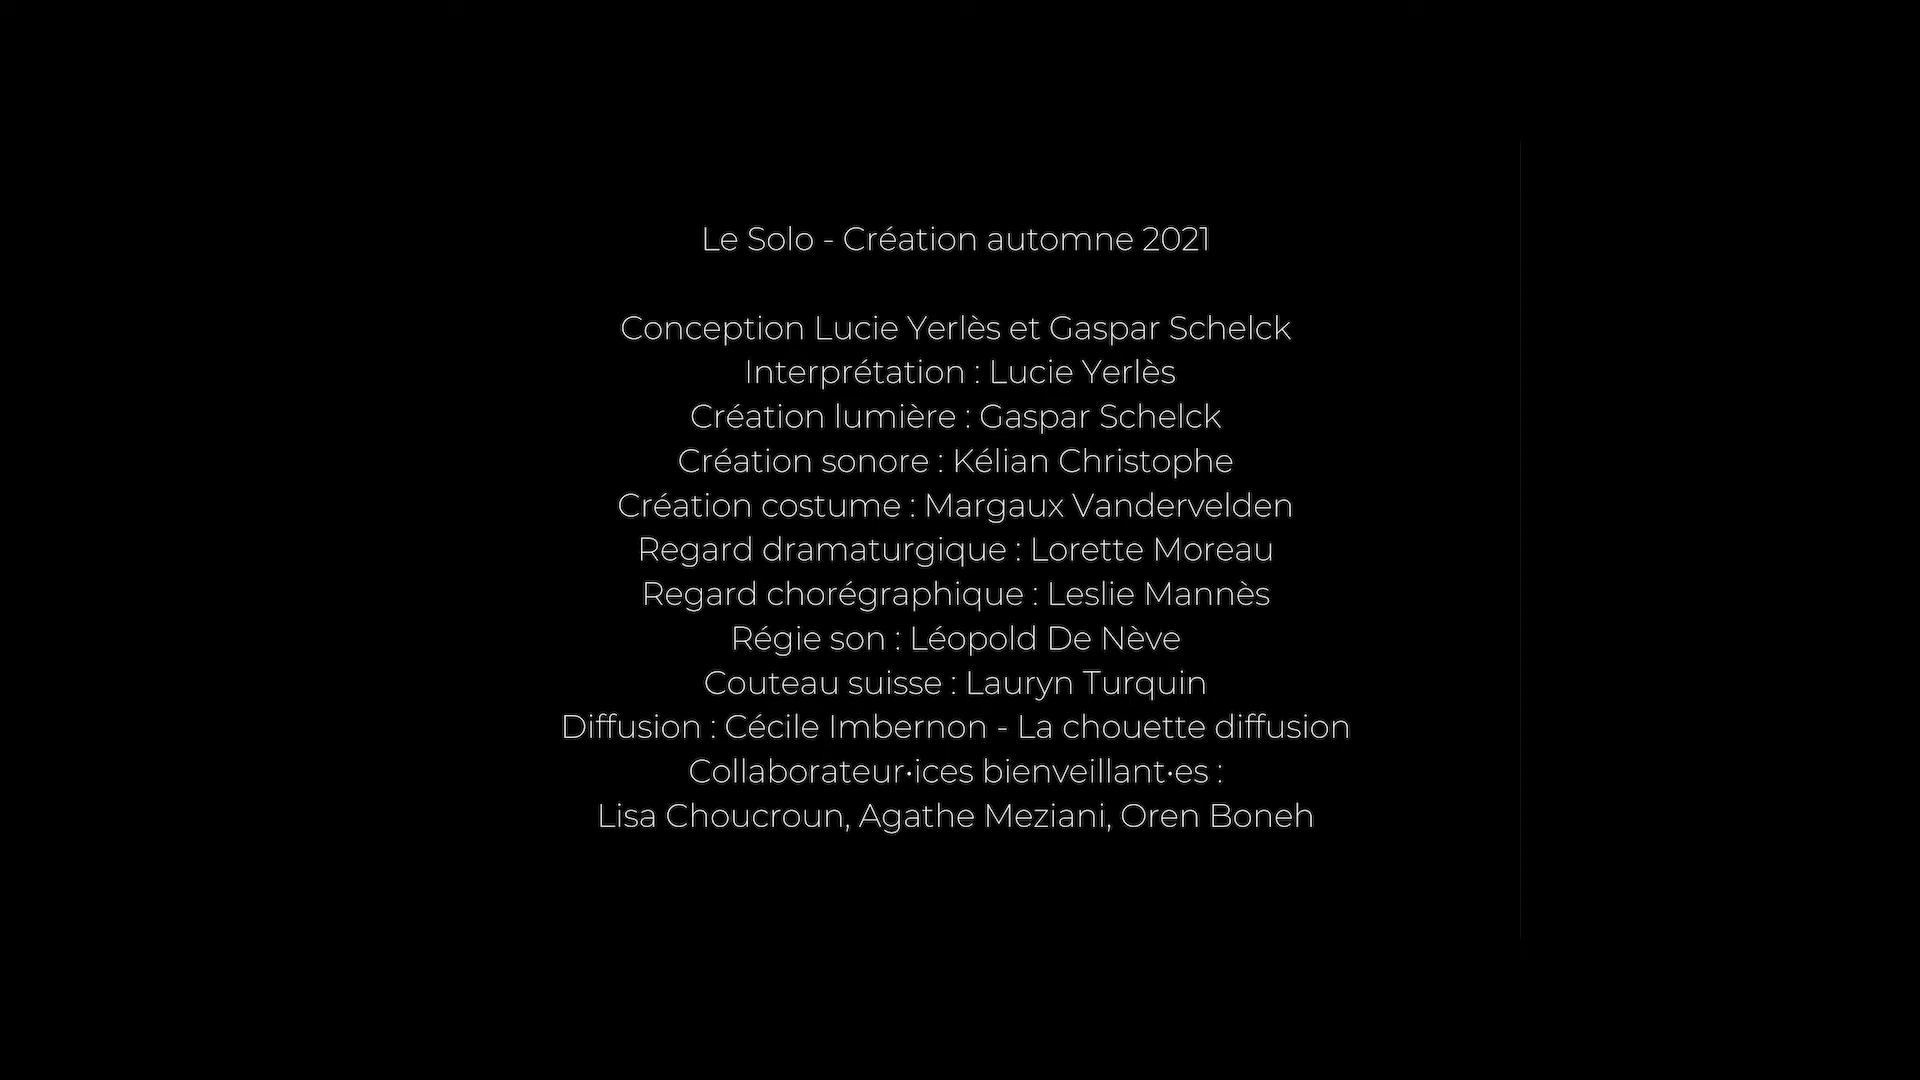 Le Solo - Création automne 2021
Conception Lucie Yerlès et Gaspar Schelck
Interprétation : Lucie Yerlès
Création lumière : Gaspar Schelck
Création sonore : Kélian Christophe
Création costume : Margaux Vandervelden
Regard dramaturgique : Lorette Moreau
Regard chorégraphique : Leslie Mannès
Régie son : Léopold De Nève
Couteau suisse : Lauryn Turquin
Diffusion : Cécile Imbernon - La chouette diffusion
Collaborateur•ices bienveillant•es :
Lisa Choucroun, Agathe Meziani, Oren Boneh